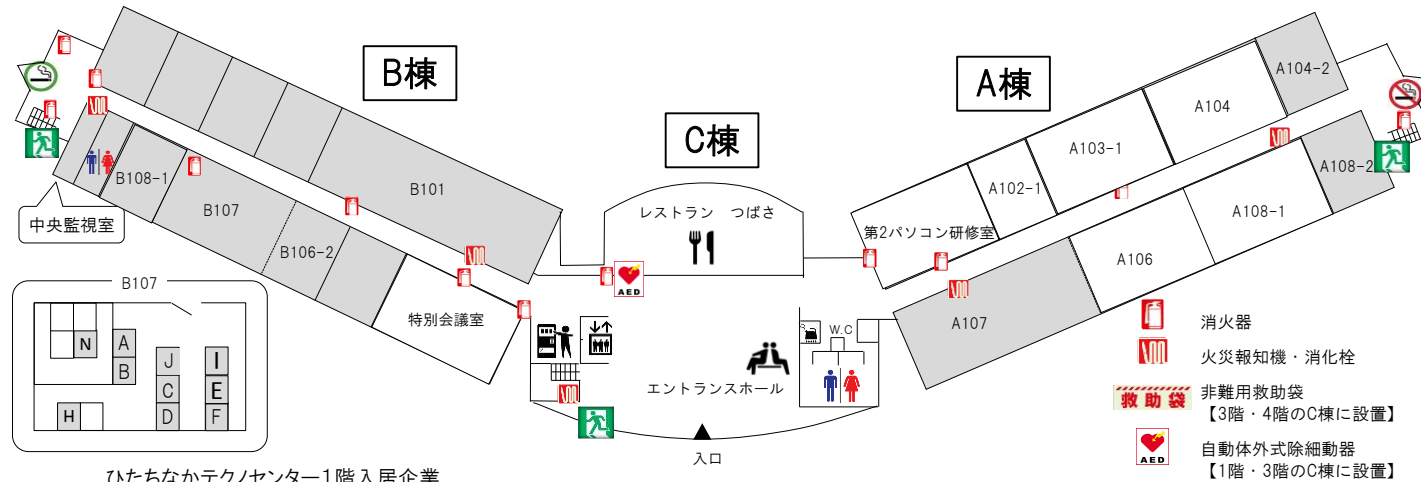 B棟
A棟
C棟
A104-2
A104
A103-1
A102-1
第2パソコン研修室
A108-2
A108-1
A106
A107
B101
B108-1
B107
B106-2
特別会議室
中央監視室
レストラン つばさ
AED
W.C
エントランスホール
入口
B107
N
A
B
J
C
D
I
E
F
H
消火器
火災報知機・消化栓
救助袋
非難用救助袋
【3階・4階のC棟に設置】
AED
自動体外式除細動器
【1階・3階のC棟に設置】
ひたちなかテクノセンター1階入居企業